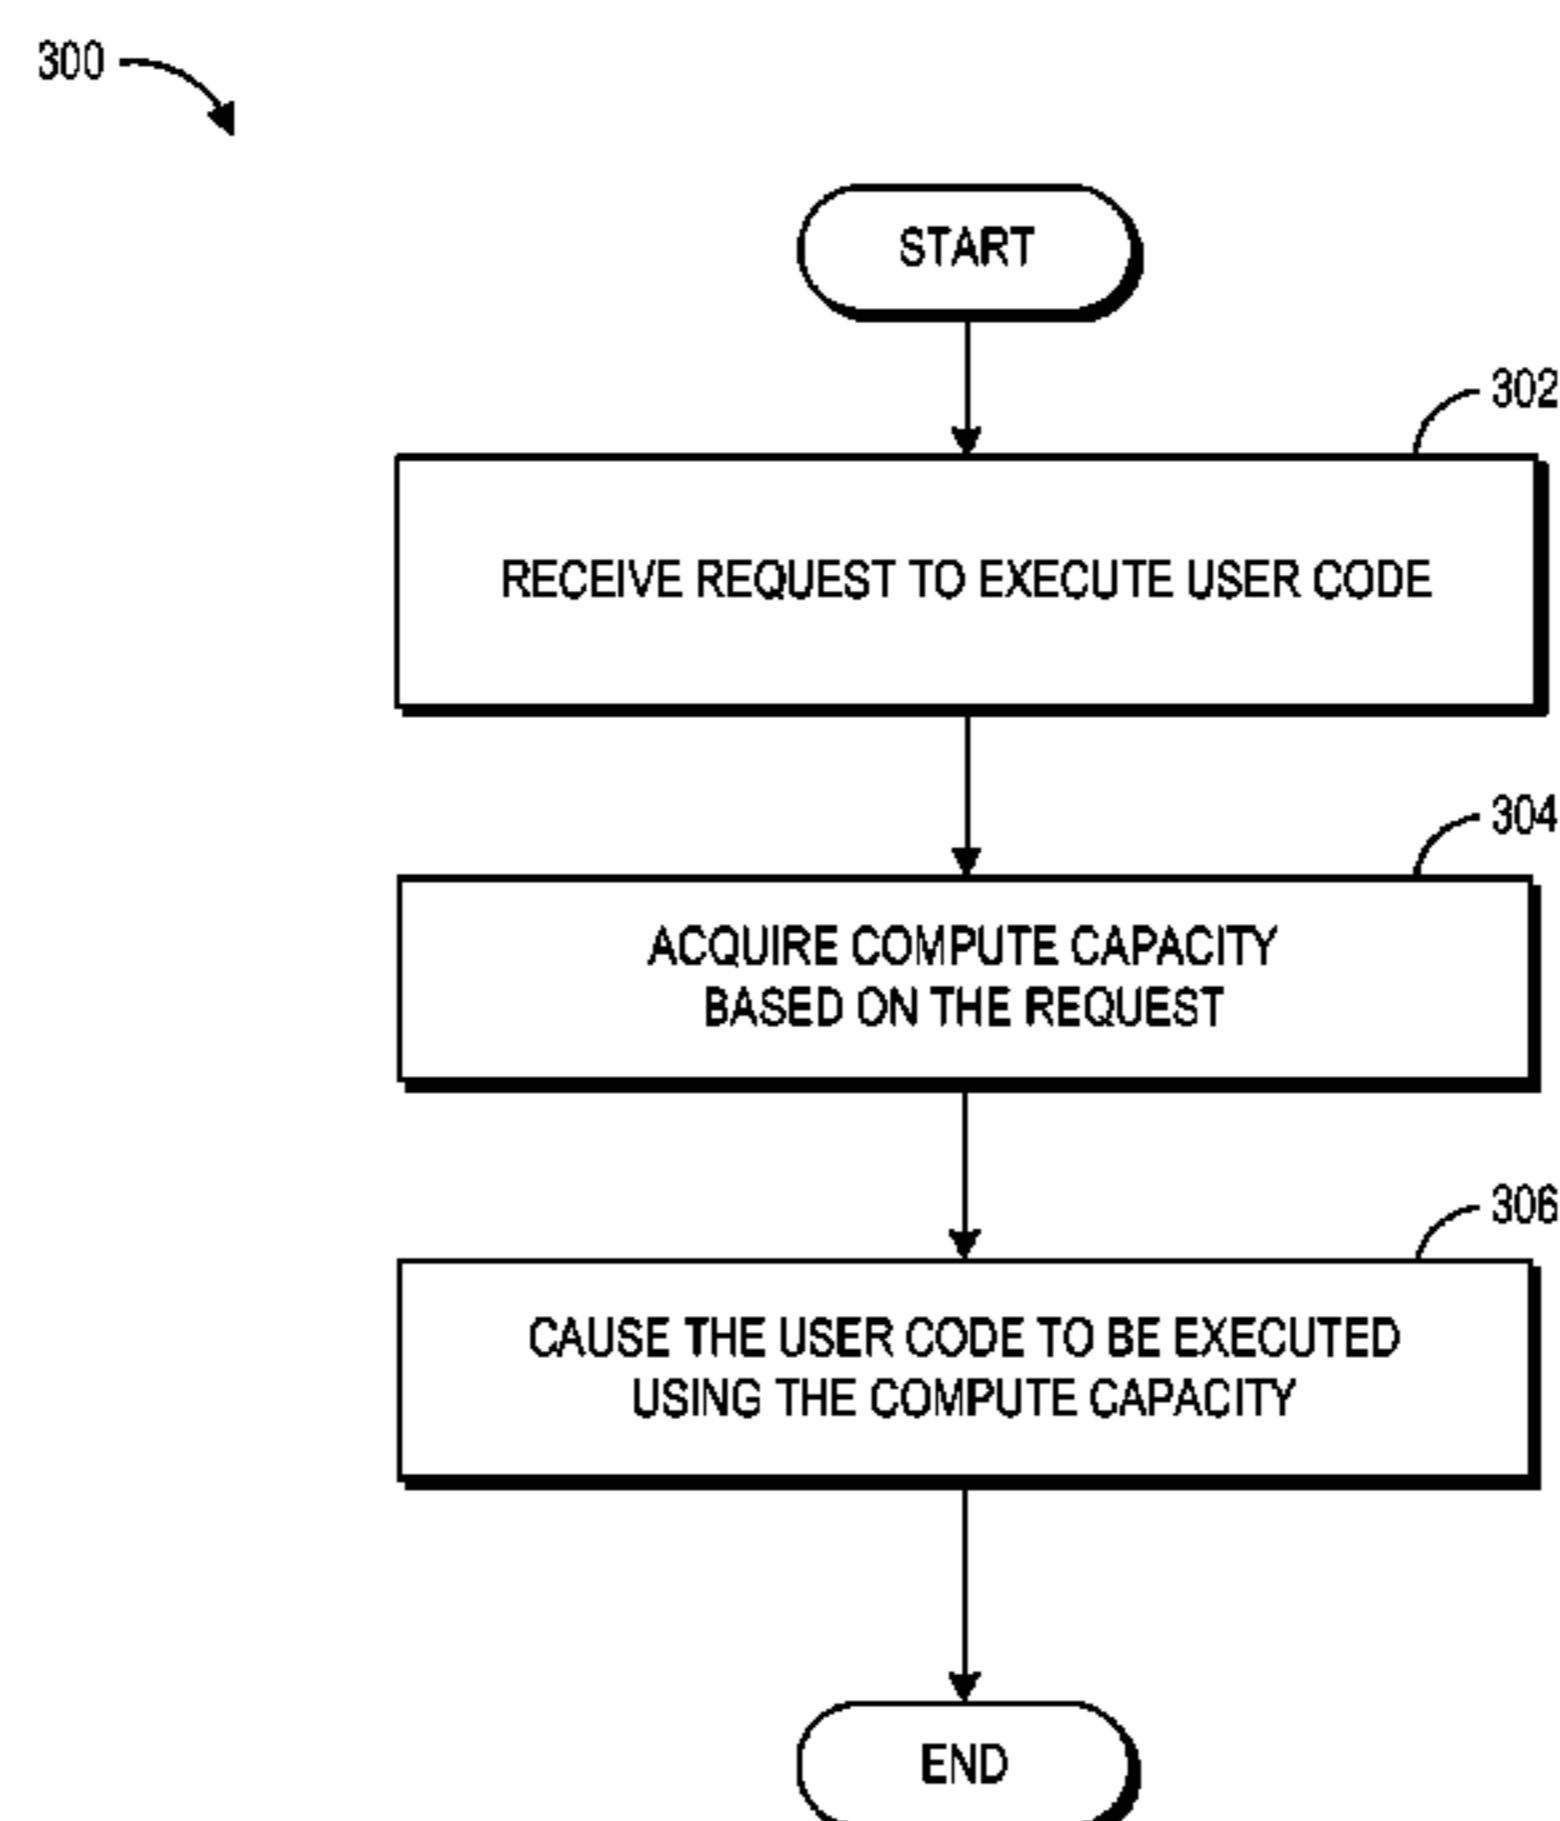 300
START
302
RECEIVE REQUEST TO EXECUTE USER CODE
304
ACQUIRE COMPUTE CAPACITY
BASED ON THE REQUEST
306
CAUSE THE USER CODE TO BE EXECUTED
USING THE COMPUTE CAPACITY
END